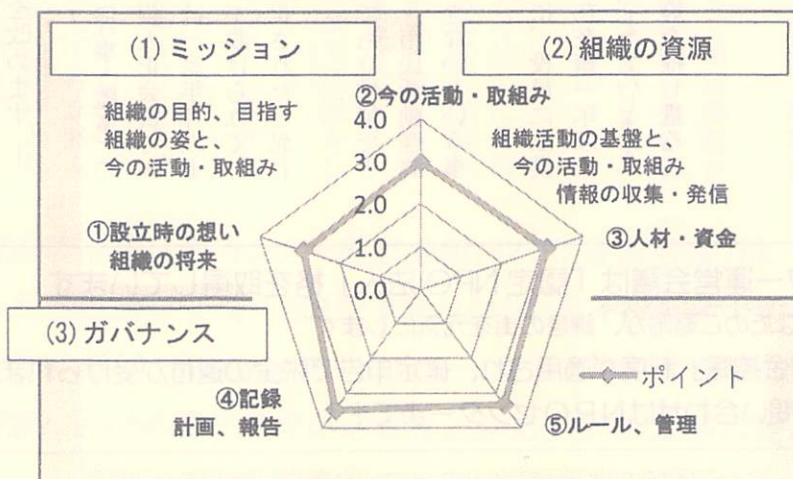 (1)ミッション
(2)組織の資源
組織の目的、目指す
組織の姿と、
今の活動・取組み
②今の活動・取組み
組織活動の基盤と、
今の活動・取組み
情報の収集・発信
4.0
3.0
2.0
1.0
0.0
①設立時の想い
組織の将来
③人材・資金
(3)ガバナンス
ポイント
④記録
計画、報告
⑤ルール、管理